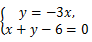 { y = −3x,
x + y − 6 = 0